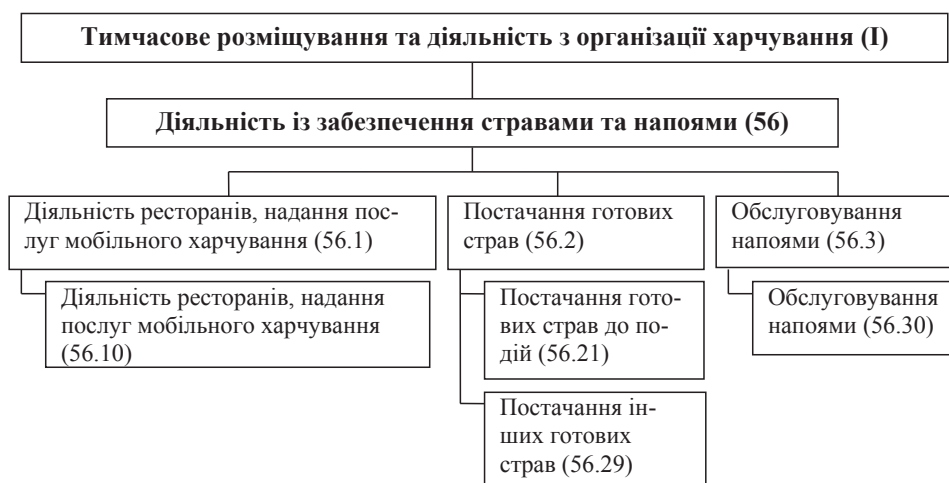 Тимчасове розміщування та діяльність з організації харчування (I)
Діяльність із забезпечення стравами та напоями (56)
Діяльність ресторанів, надання пос-
луг мобільного харчування (56.1)
Постачання готових
страв (56.2)
Обслуговування
напоями (56.3)
Діяльність ресторанів, надання
послуг мобільного харчування
(56.10)
Постачання гото-
вих страв до по-
дій (56.21)
Обслуговування
напоями (56.30)
Постачання ін-
ших готових
страв (56.29)